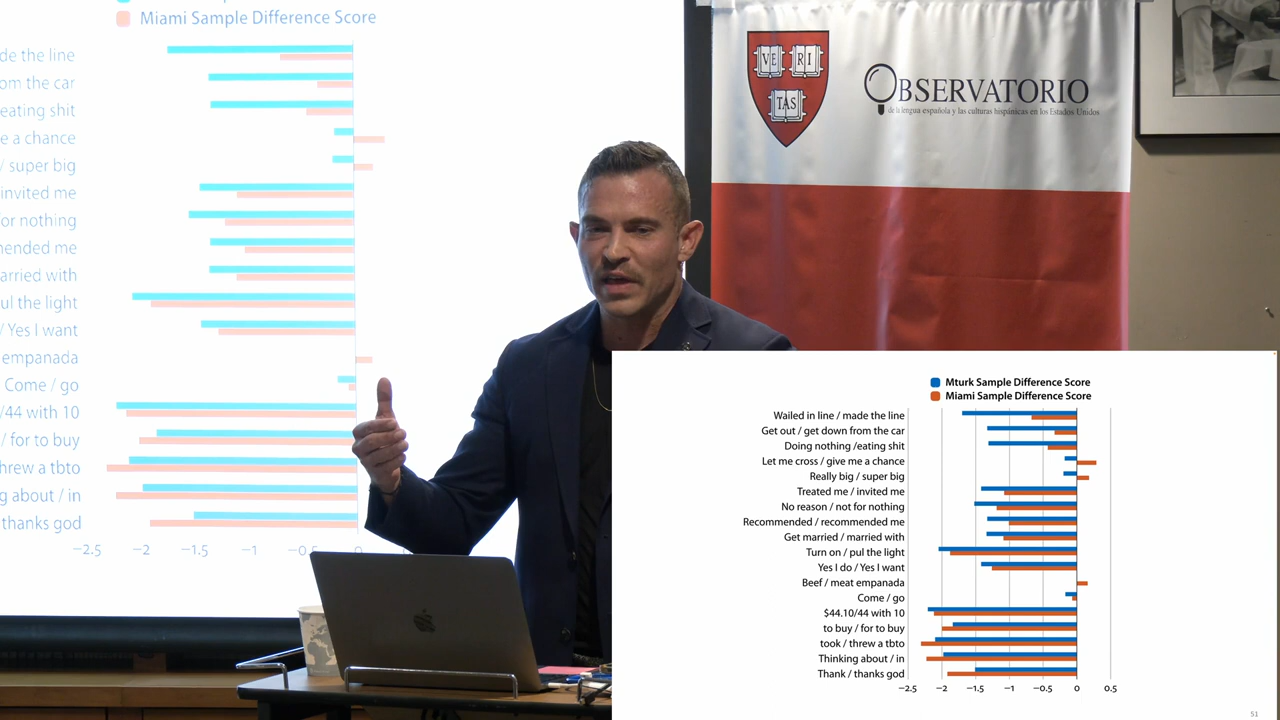 Miami Sample Difference Score
de the line
om the car
eating shit
e a chance
/ super big
invited me
or nothing
mended me
arried with
ul the light
/ Yes I want
empanada
Come / go
/44 with 10
/ for to buy
threw a tbto
g about / in
thanks god
−2.5 −2 −1.5 −1 −0.5 0
VE RI
TAS
OBSERVATORIO
de la lengua española y las culturas hispánicas en los Estados Unidos
Mturk Sample Difference Score
Miami Sample Difference Score
Wailed in line / made the line
Get out / get down from the car
Doing nothing /eating shit
Let me cross / give me a chance
Really big / super big
Treated me / invited me
No reason / not for nothing
Recommended / recommended me
Get married / married with
Turn on / pul the light
Yes I do / Yes I want
Beef / meat empanada
Come / go
$44.10/44 with 10
to buy / for to buy
took / threw a tbto
Thinking about / in
Thank / thanks god
−2.5 −2 −1.5 −1 −0.5 0 0.5
51